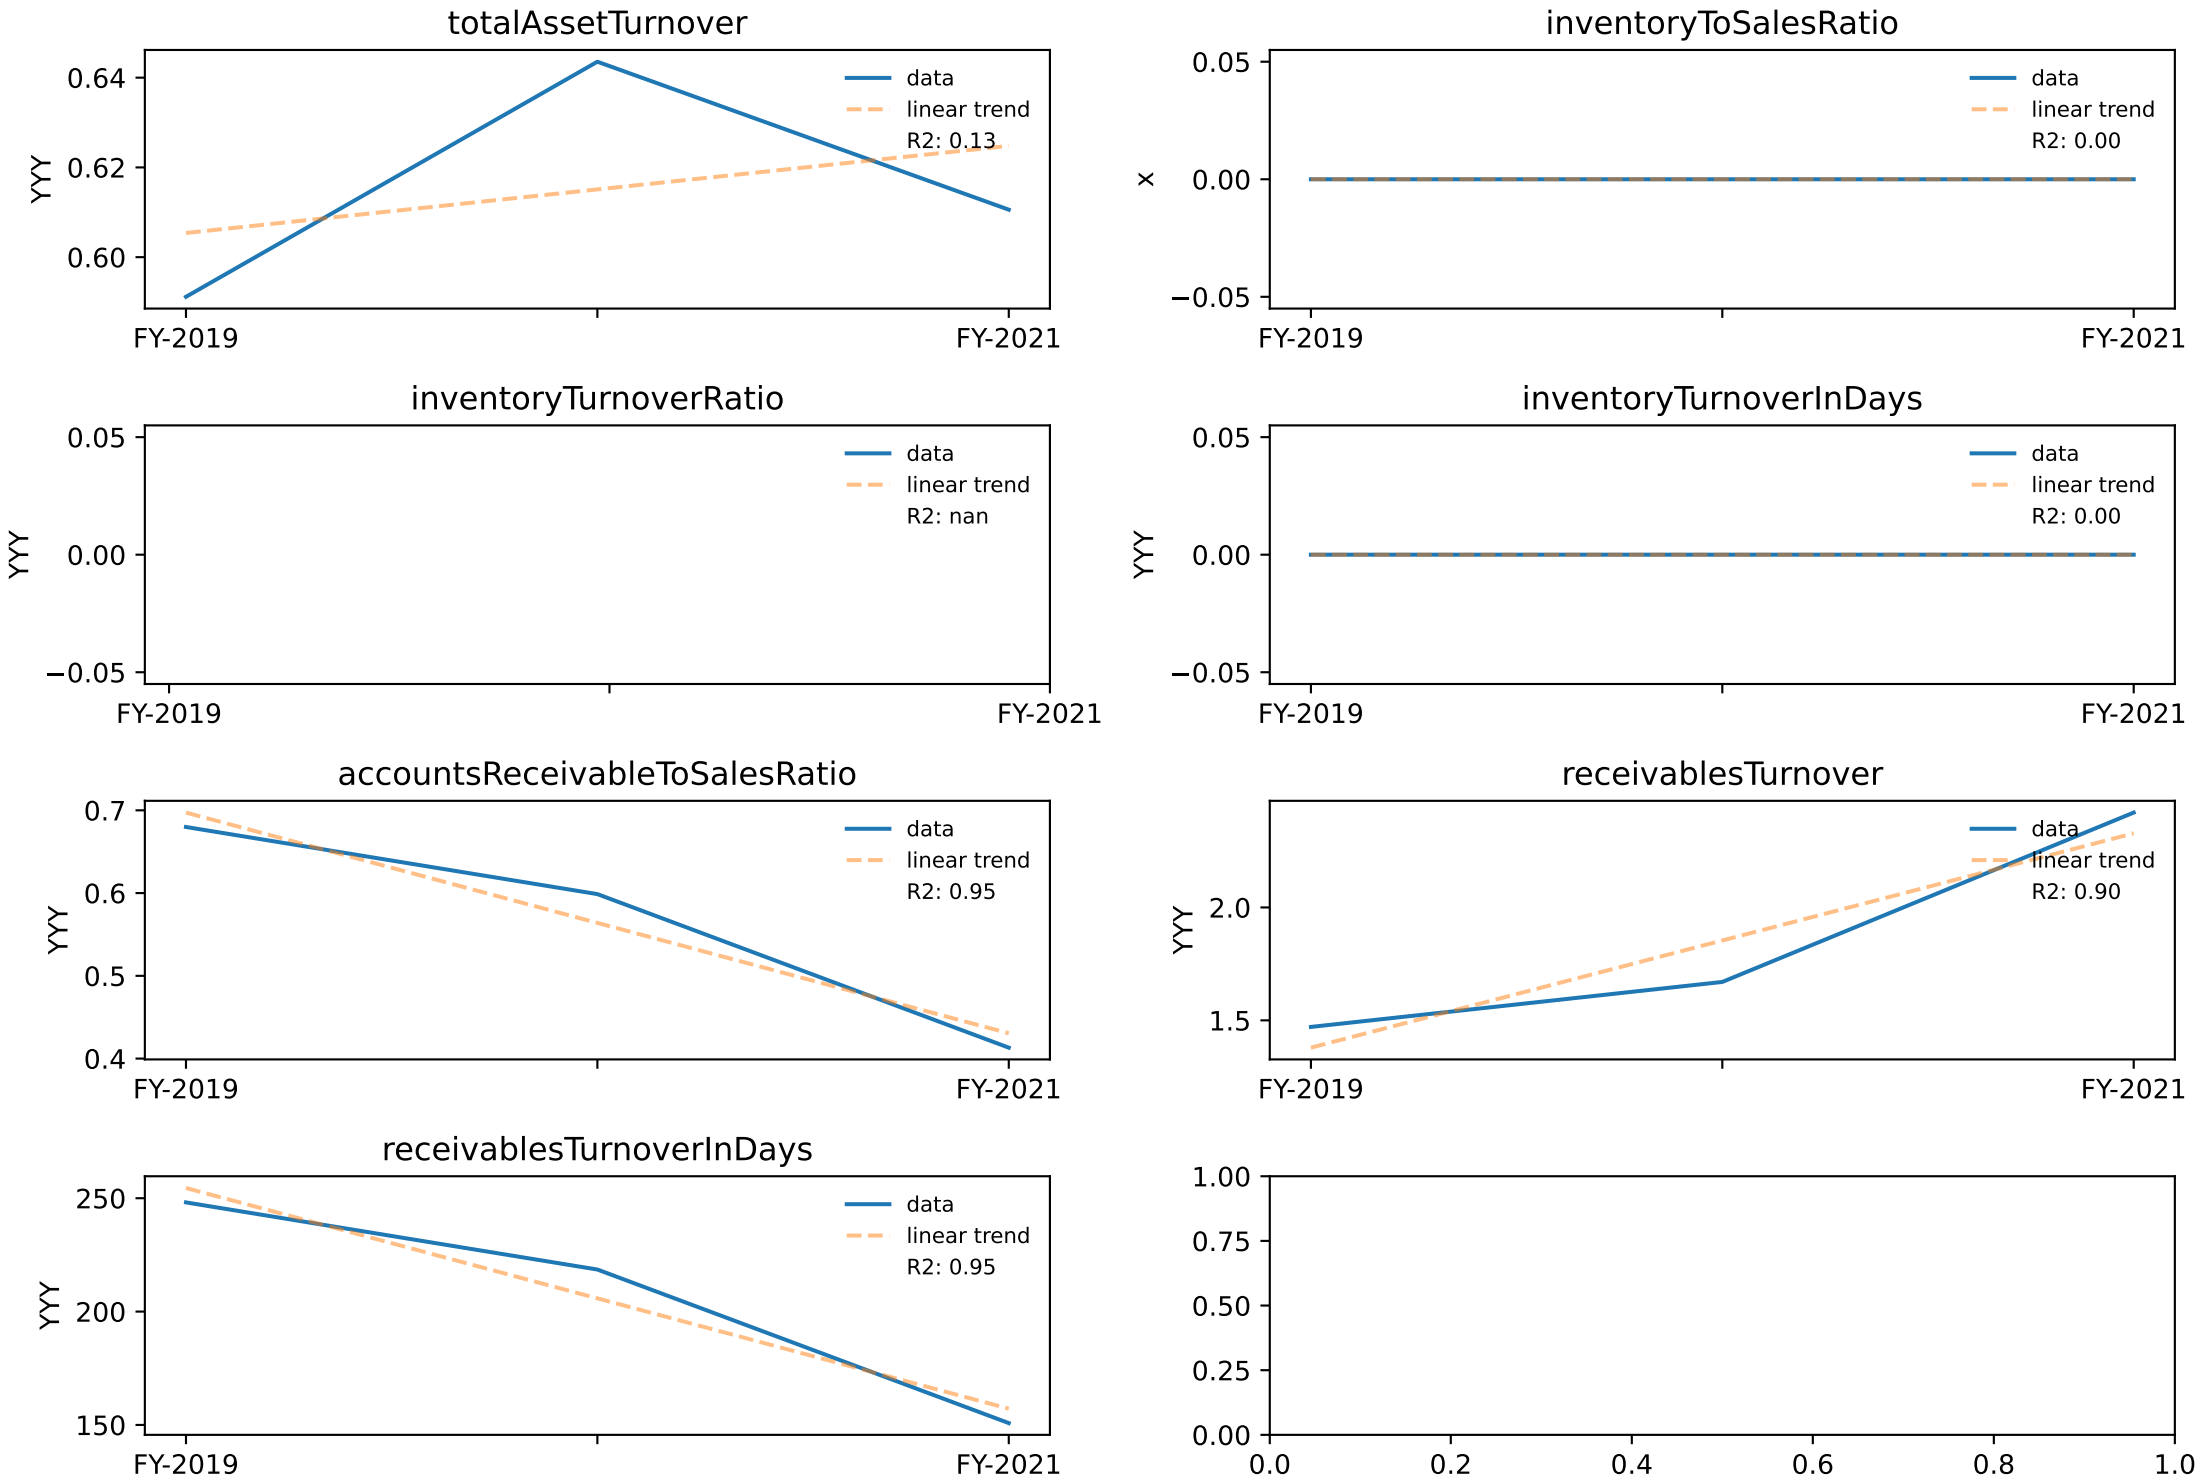 totalAssetTurnover
0.64
0.62
0.60
YYY
data
linear trend
R2: 0.13
FY-2019
FY-2021
inventoryToSalesRatio
0.05
0.00
−0.05
x
data
linear trend
R2: 0.00
FY-2019
FY-2021
inventoryTurnoverRatio
0.05
0.00
−0.05
YYY
data
linear trend
R2: nan
FY-2019
FY-2021
inventoryTurnoverInDays
0.05
0.00
−0.05
YYY
data
linear trend
R2: 0.00
FY-2019
FY-2021
accountsReceivableToSalesRatio
0.7
0.6
0.5
0.4
YYY
data
linear trend
R2: 0.95
FY-2019
FY-2021
receivablesTurnover
2.0
1.5
YYY
data
linear trend
R2: 0.90
FY-2019
FY-2021
receivablesTurnoverInDays
250
200
150
YYY
data
linear trend
R2: 0.95
FY-2019
FY-2021
1.00
0.75
0.50
0.25
0.00
0.0 0.2 0.4 0.6 0.8 1.0